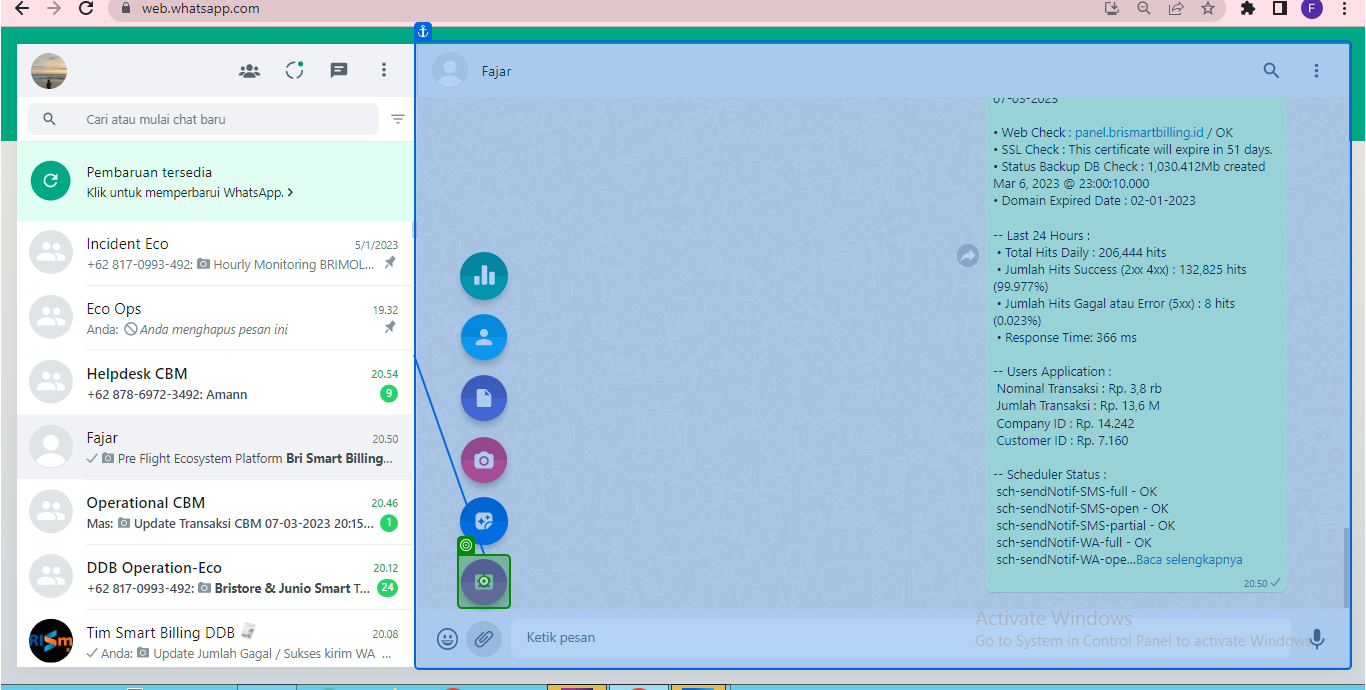 web.whatsapp.com
F
Fajar
Cari atau mulai chat baru
Pembaruan tersedia
Klik untuk memperbarui WhatsApp.
Incident Eco
5/1/2023
+62 817-0993-492: Hourly Monitoring BRIMOL...
Eco Ops
19.32
Anda: Anda menghapus pesan ini
Helpdesk CBM
20.54
+62 878-6972-3492: Amann
9
Fajar
20.50
Pre Flight Ecosystem Platform Bri Smart Billing...
Operational CBM
20.46
Mas: Update Transaksi CBM 07-03-2023 20:15...
1
DDB Operation-Eco
20.12
+62 817-0993-492: Bristore & Junio Smart T...
24
Tim Smart Billing DDB
20.08
Anda: Update Jumlah Gagal / Sukses kirim WA ...
07-03-2023
• Web Check : panel.brismartbilling.id / OK
• SSL Check : This certificate will expire in 51 days.
• Status Backup DB Check : 1,030.412Mb created
Mar 6, 2023 @ 23:00:10.000
• Domain Expired Date : 02-01-2023
-- Last 24 Hours :
• Total Hits Daily : 206,444 hits
• Jumlah Hits Success (2xx 4xx) : 132,825 hits
(99.977%)
• Jumlah Hits Gagal atau Error (5xx) : 8 hits
(0.023%)
• Response Time: 366 ms
-- Users Application :
Nominal Transaksi : Rp. 3,8 rb
Jumlah Transaksi : Rp. 13,6 M
Company ID : Rp. 14.242
Customer ID : Rp. 7.160
-- Scheduler Status :
sch-sendNotif-SMS-full - OK
sch-sendNotif-SMS-open - OK
sch-sendNotif-SMS-partial - OK
sch-sendNotif-WA-full - OK
sch-sendNotif-WA-ope...Baca selengkapnya
20.50
Ketik pesan
Activate Windows
Go to System in Control Panel to activate Windows.